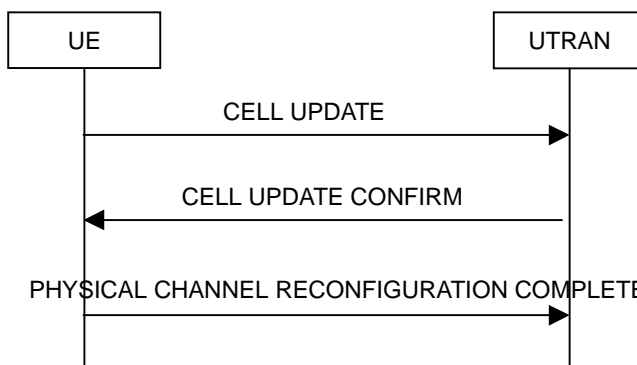 UE
UTRAN
CELL UPDATE
CELL UPDATE CONFIRM
PHYSICAL CHANNEL RECONFIGURATION COMPLETE